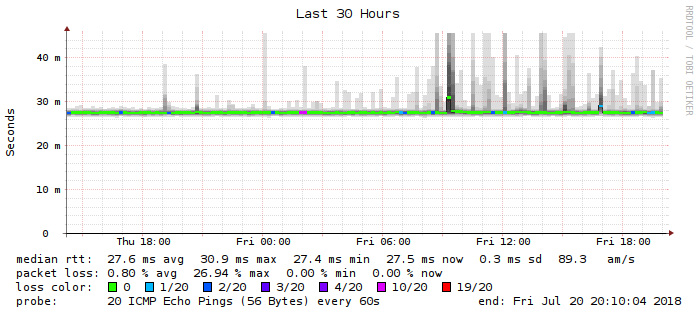 Last 30 Hours
RRDTOOL / TOBI OETIKER
Seconds
40 m
30 m
20 m
10 m
0
Thu 18:00 Fri 00:00 Fri 06:00 Fri 12:00 Fri 18:00
median rtt: 27.6 ms avg 30.9 ms max 27.4 ms min 27.5 ms now 0.3 ms sd 89.3 am/s
packet loss: 0.80 % avg 26.94 % max 0.00 % min 0.00 % now
loss color: 0 1/20 2/20 3/20 4/20 10/20 19/20
probe: 20 ICMP Echo Pings (56 Bytes) every 60s end: Fri Jul 20 20:10:04 2018